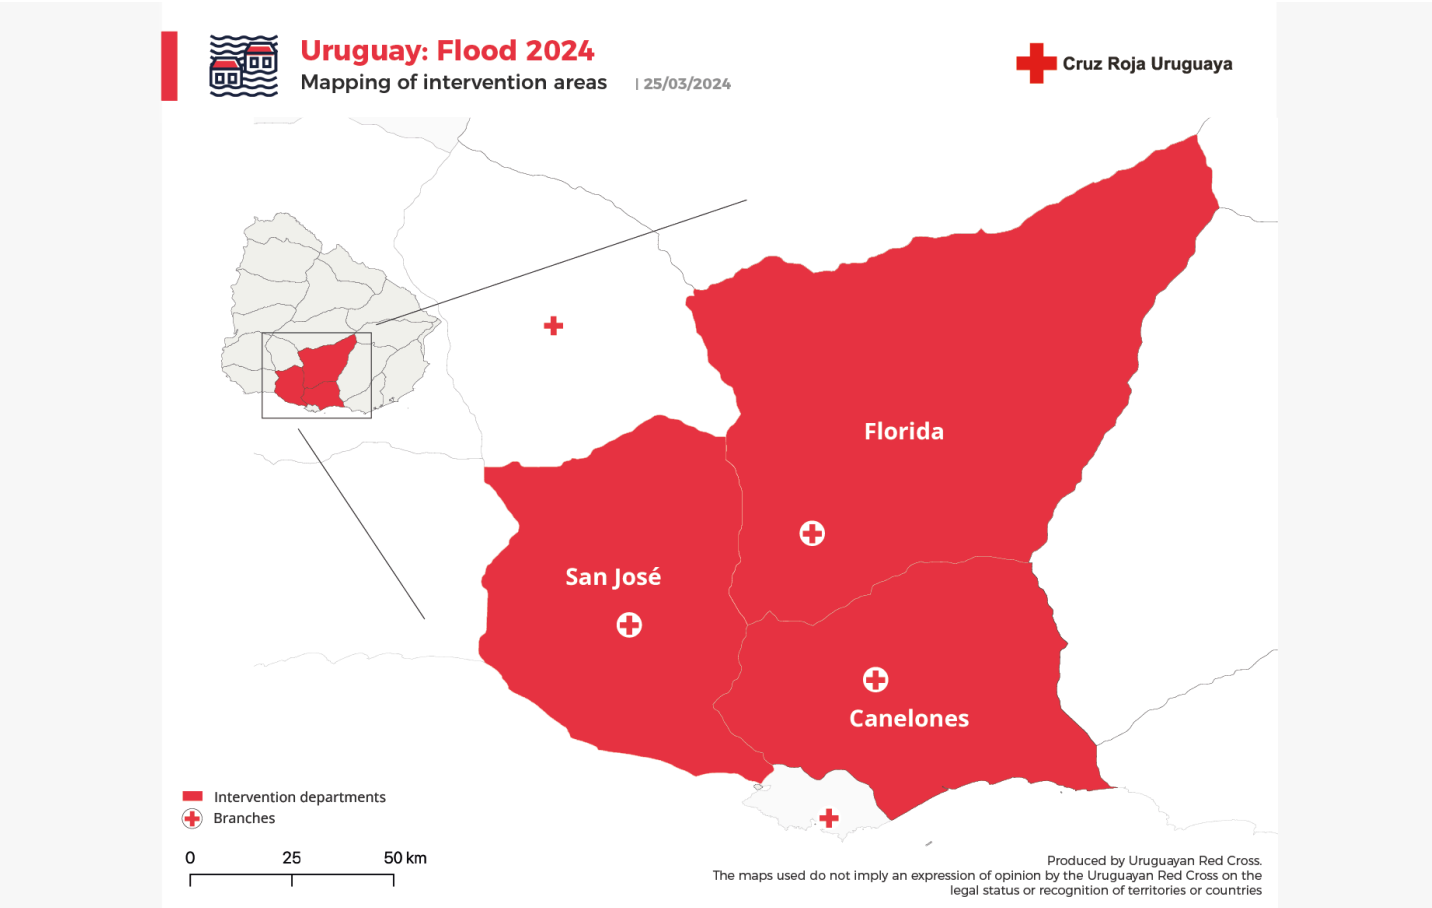 Uruguay: Flood 2024
Mapping of intervention areas | 25/03/2024
Cruz Roja Uruguaya
Florida
San José
Canelones
Intervention departments
Branches
0 25 50 km
Produced by Uruguayan Red Cross.
The maps used do not imply an expression of opinion by the Uruguayan Red Cross on the
legal status or recognition of territories or countries